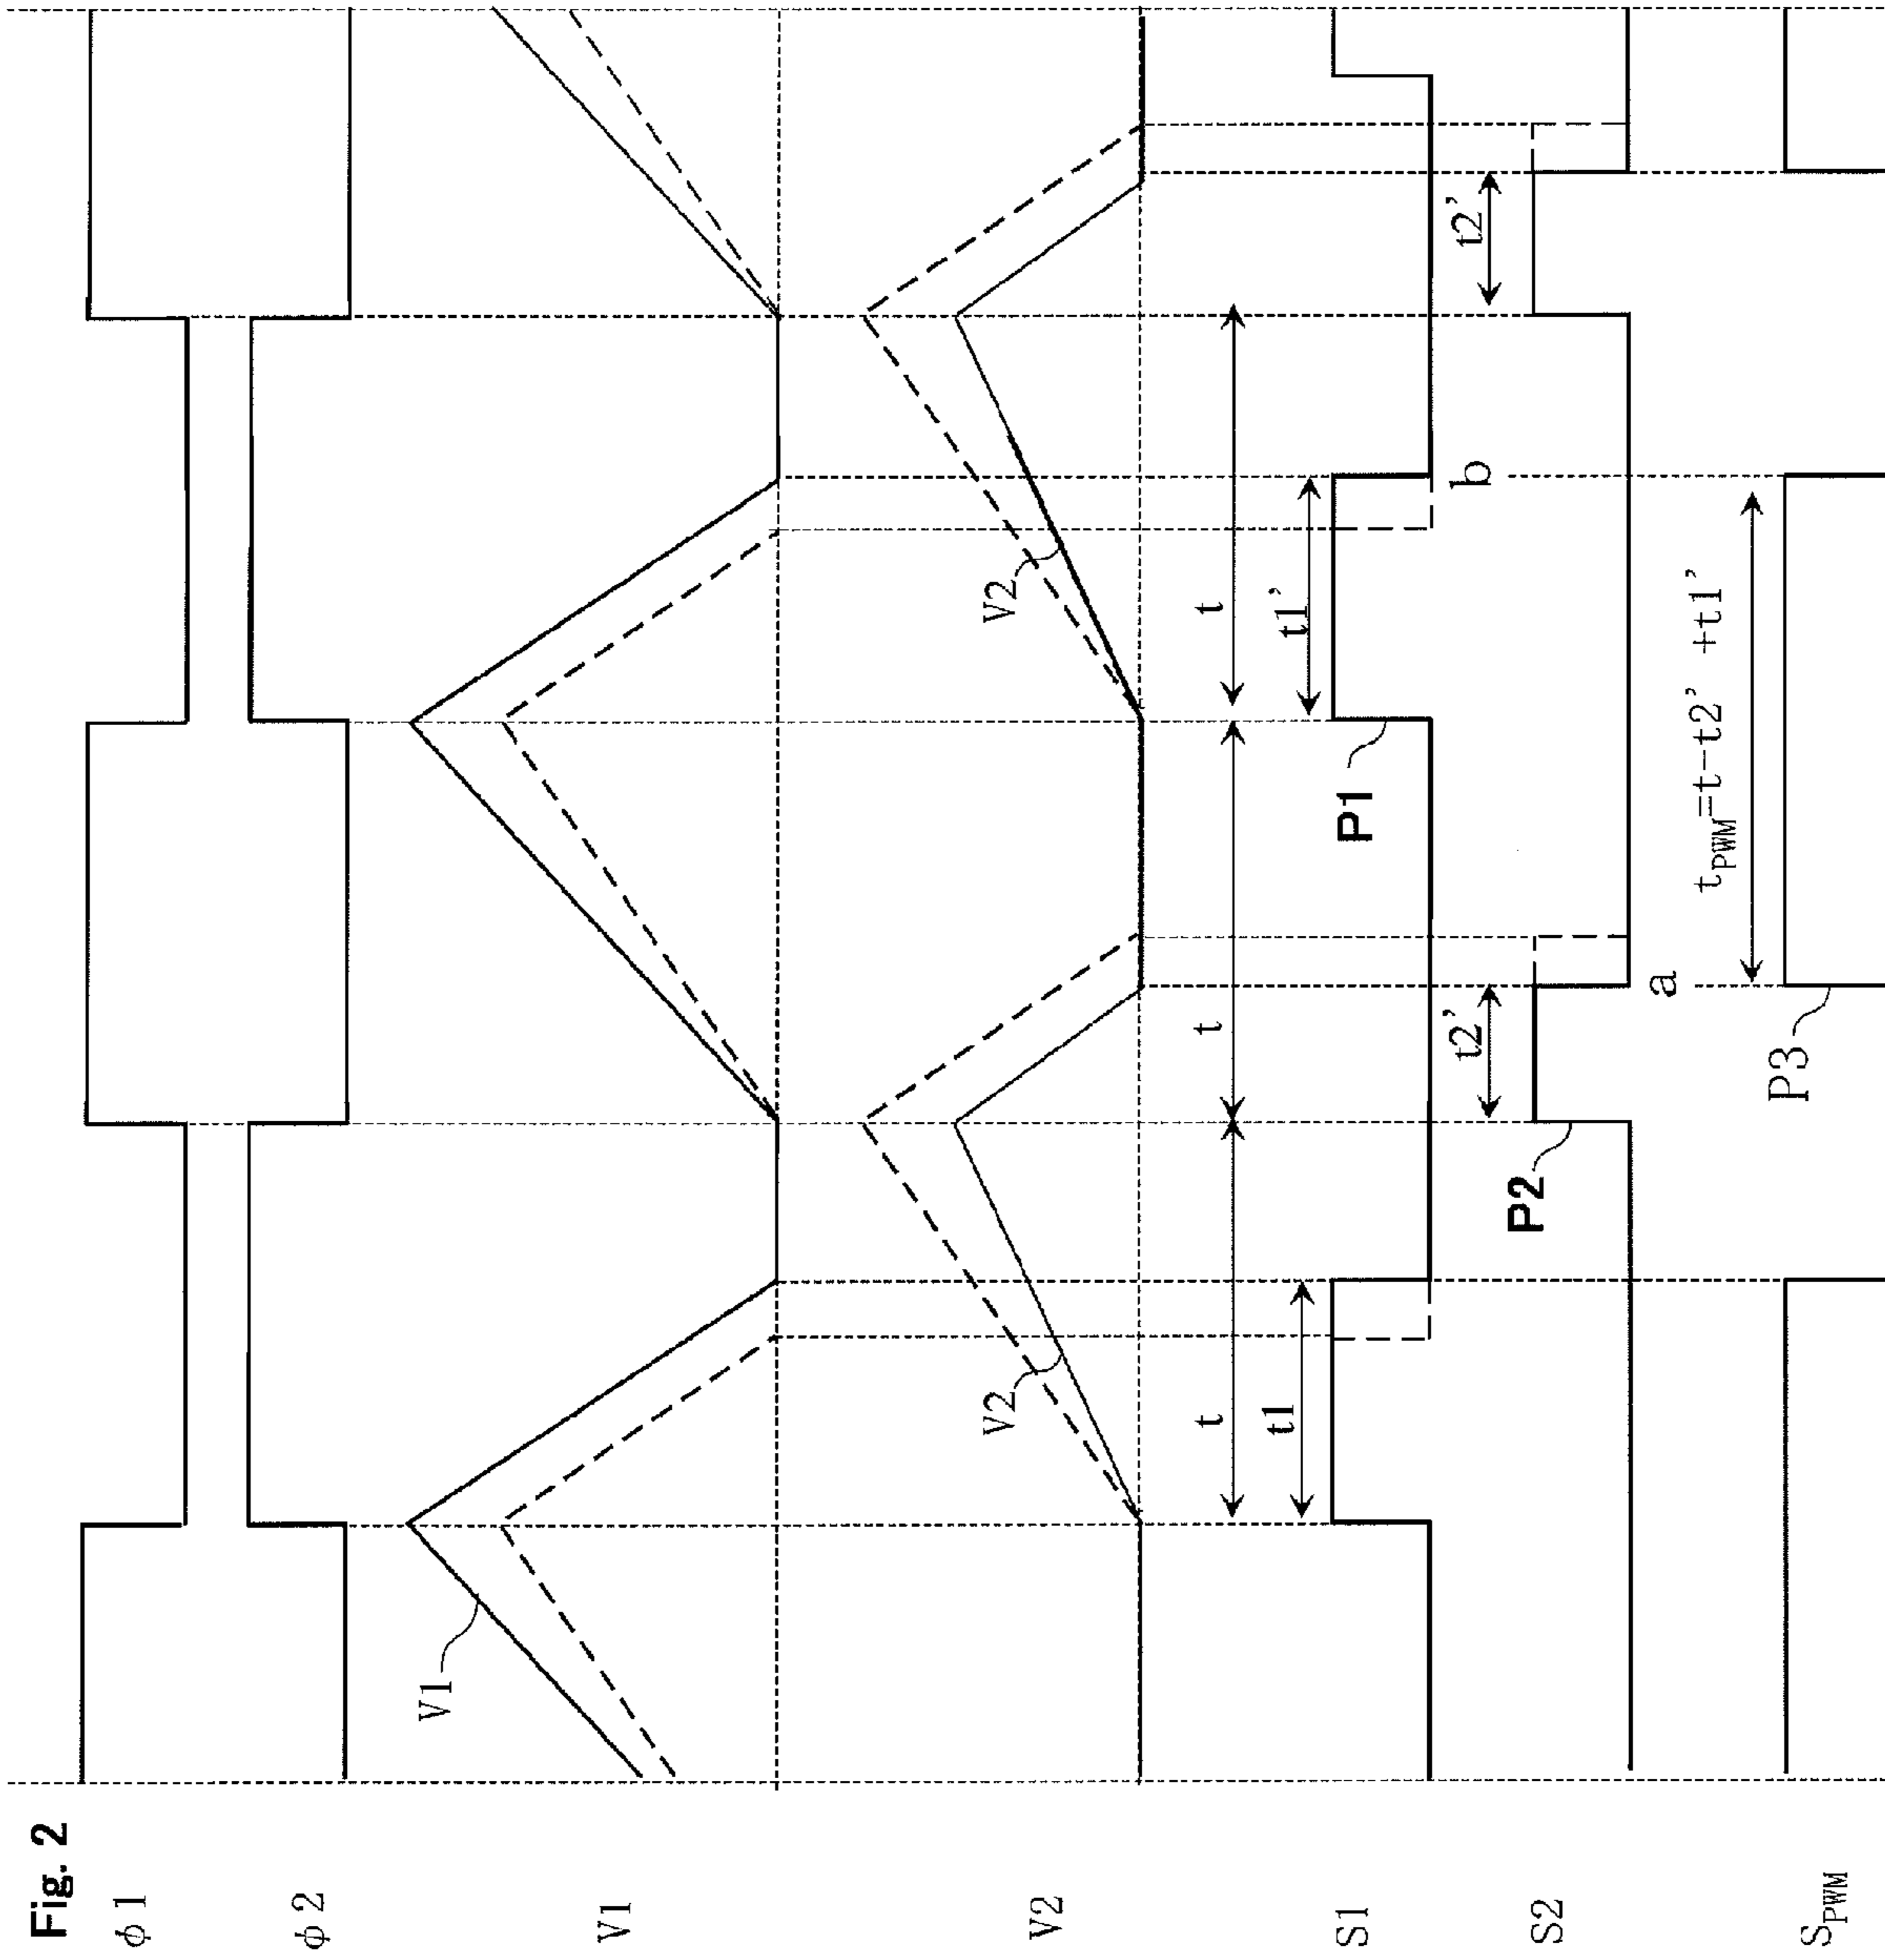 Fig. 2
φ1
φ2
V1
V1
V2
V2
V2
t
t
t
t1
t1'
S1
P1
S2
t2'
t2'
P2
a
b
S_PWM
P3
t_PWM=t-t2'+t1'